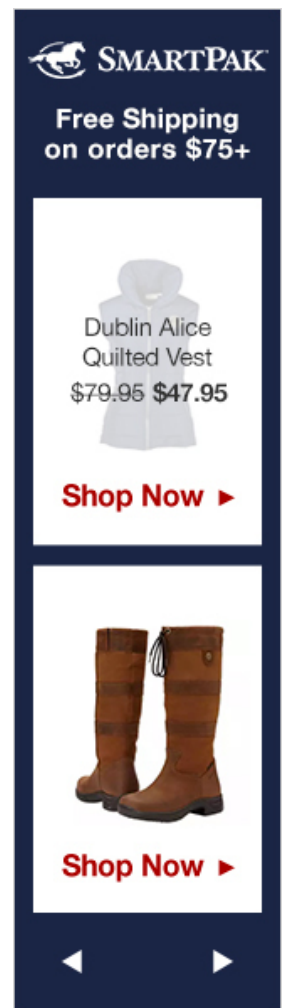 SMARTPAK
Free Shipping
on orders $75+
Dublin Alice
Quilted Vest
$79.95 $47.95
Shop Now ►
Shop Now ►